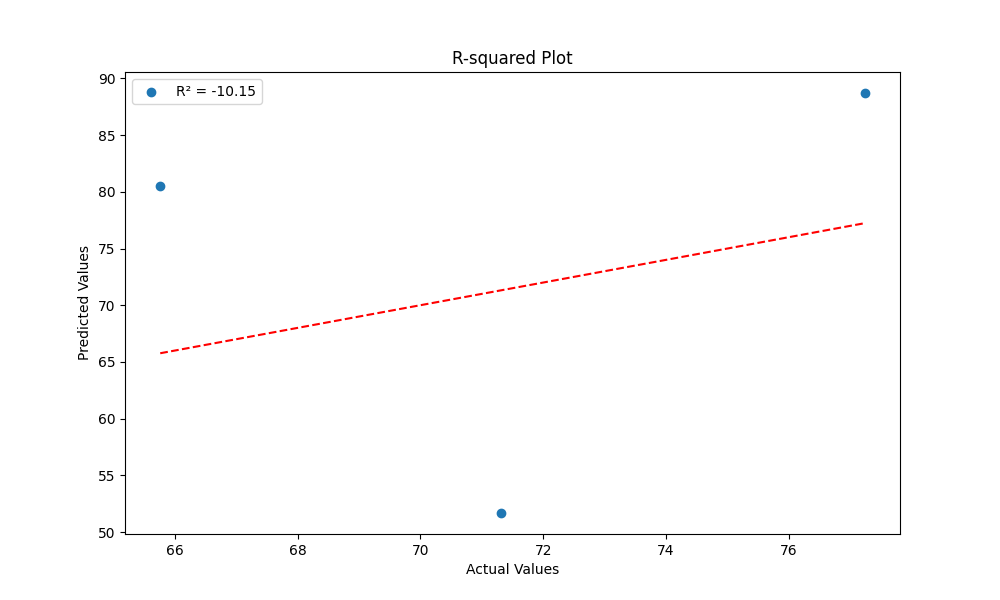 R-squared Plot
R² = -10.15
90
85
80
75
70
65
60
55
50
Predicted Values
66 68 70 72 74 76
Actual Values